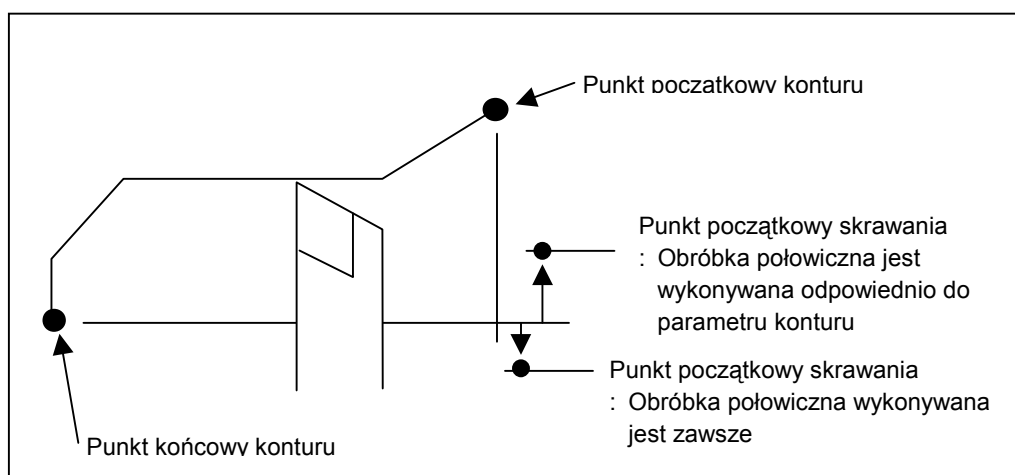 Punkt początkowy konturu
Punkt początkowy skrawania
: Obróbka połowiczna jest
wykonywana odpowiednio do
parametru konturu
Punkt początkowy skrawania
: Obróbka połowiczna wykonywana
jest zawsze
Punkt końcowy konturu